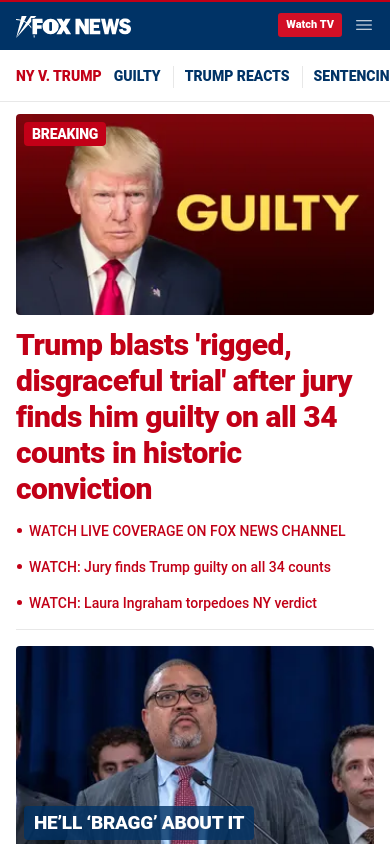 FOX NEWS
Watch TV
NY V. TRUMP GUILTY TRUMP REACTS SENTENCIN
BREAKING
GUILTY
Trump blasts 'rigged,
disgraceful trial' after jury
finds him guilty on all 34
counts in historic
conviction
• WATCH LIVE COVERAGE ON FOX NEWS CHANNEL
• WATCH: Jury finds Trump guilty on all 34 counts
• WATCH: Laura Ingraham torpedoes NY verdict
HE'LL ‘BRAGG’ ABOUT IT